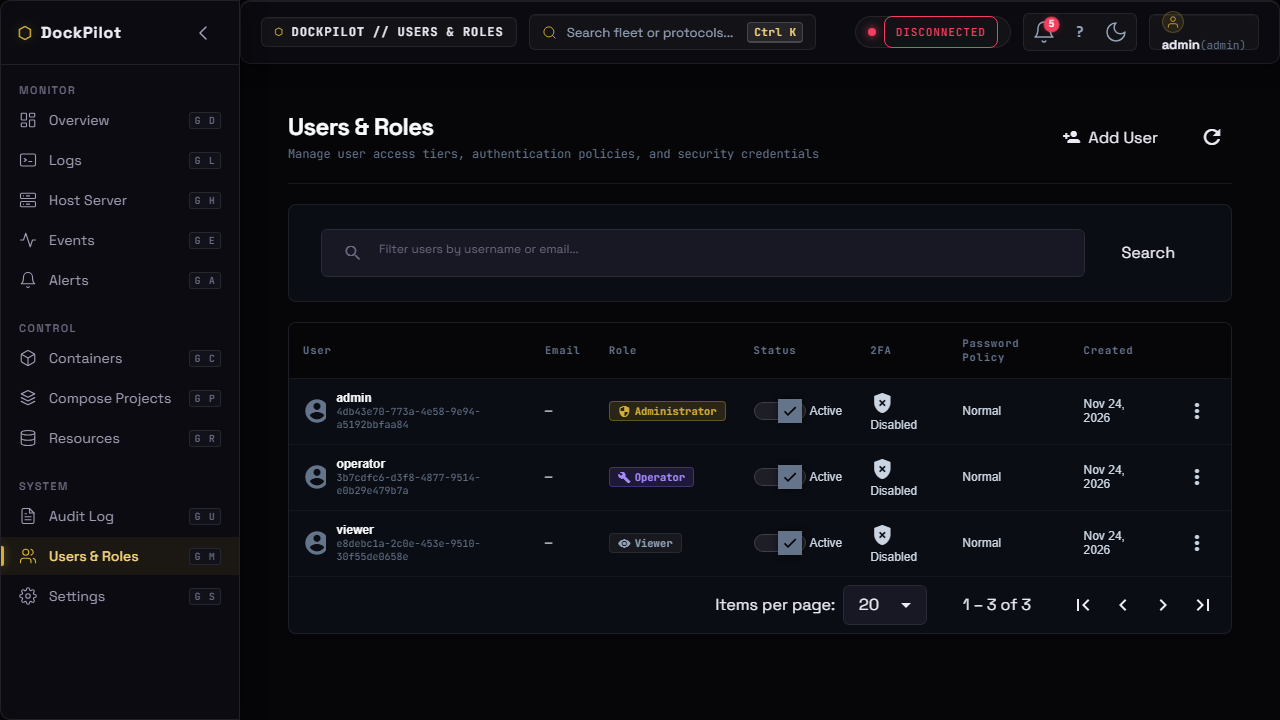 DockPilot
DOCKPILOT // USERS & ROLES
Search fleet or protocols...
Ctrl K
DISCONNECTED
5
?
admin(admin)
MONITOR
Overview G D
Logs G L
Host Server G H
Events G E
Alerts G A
CONTROL
Containers G C
Compose Projects G P
Resources G R
SYSTEM
Audit Log G U
Users & Roles G M
Settings G S
Users & Roles
Manage user access tiers, authentication policies, and security credentials
Add User
Filter users by username or email...
Search
User Email Role Status 2FA Password Policy Created
admin
4db43e70-773a-4e58-9e94-
a5192bbfaa84
— Administrator Active Disabled Normal Nov 24,
2026
operator
3b7cdfc6-d3f8-4877-9514-
e0b29e479b7a
— Operator Active Disabled Normal Nov 24,
2026
viewer
e8debc1a-2c0e-453e-9510-
30f55de0658e
— Viewer Active Disabled Normal Nov 24,
2026
Items per page: 20 1 – 3 of 3